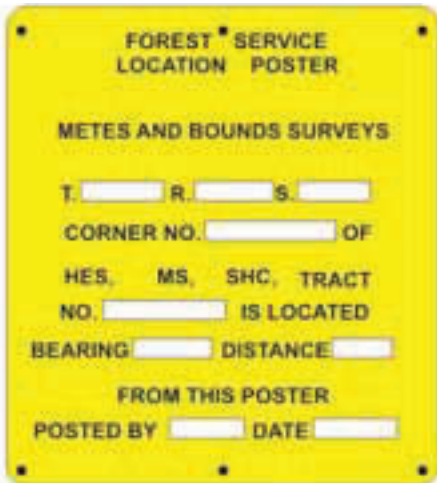 FOREST SERVICE
LOCATION POSTER
METES AND BOUNDS SURVEYS
T. R. S.
CORNER NO. OF
HES, MS, SHC, TRACT
NO. IS LOCATED
BEARING DISTANCE
FROM THIS POSTER
POSTED BY DATE